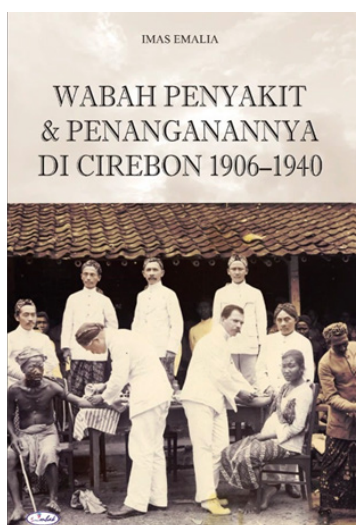 IMAS EMALIA
WABAH PENYAKIT
& PENANGANANNYA
DI CIREBON 1906–1940